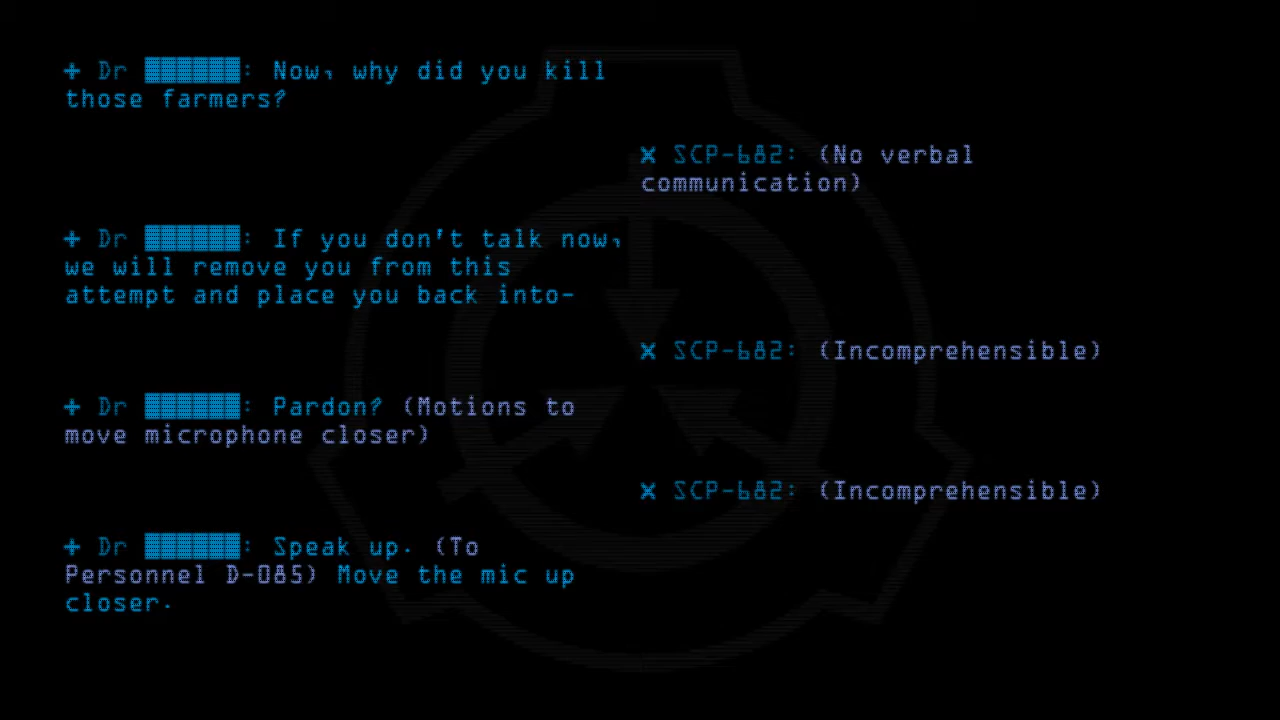 + Dr ██████: Now, why did you kill
those farmers?
× SCP-682: (No verbal
communication)
+ Dr ██████: If you don't talk now,
we will remove you from this
attempt and place you back into-
× SCP-682: (Incomprehensible)
+ Dr ██████: Pardon? (Motions to
move microphone closer)
× SCP-682: (Incomprehensible)
+ Dr ██████: Speak up. (To
Personnel D-085) Move the mic up
closer.